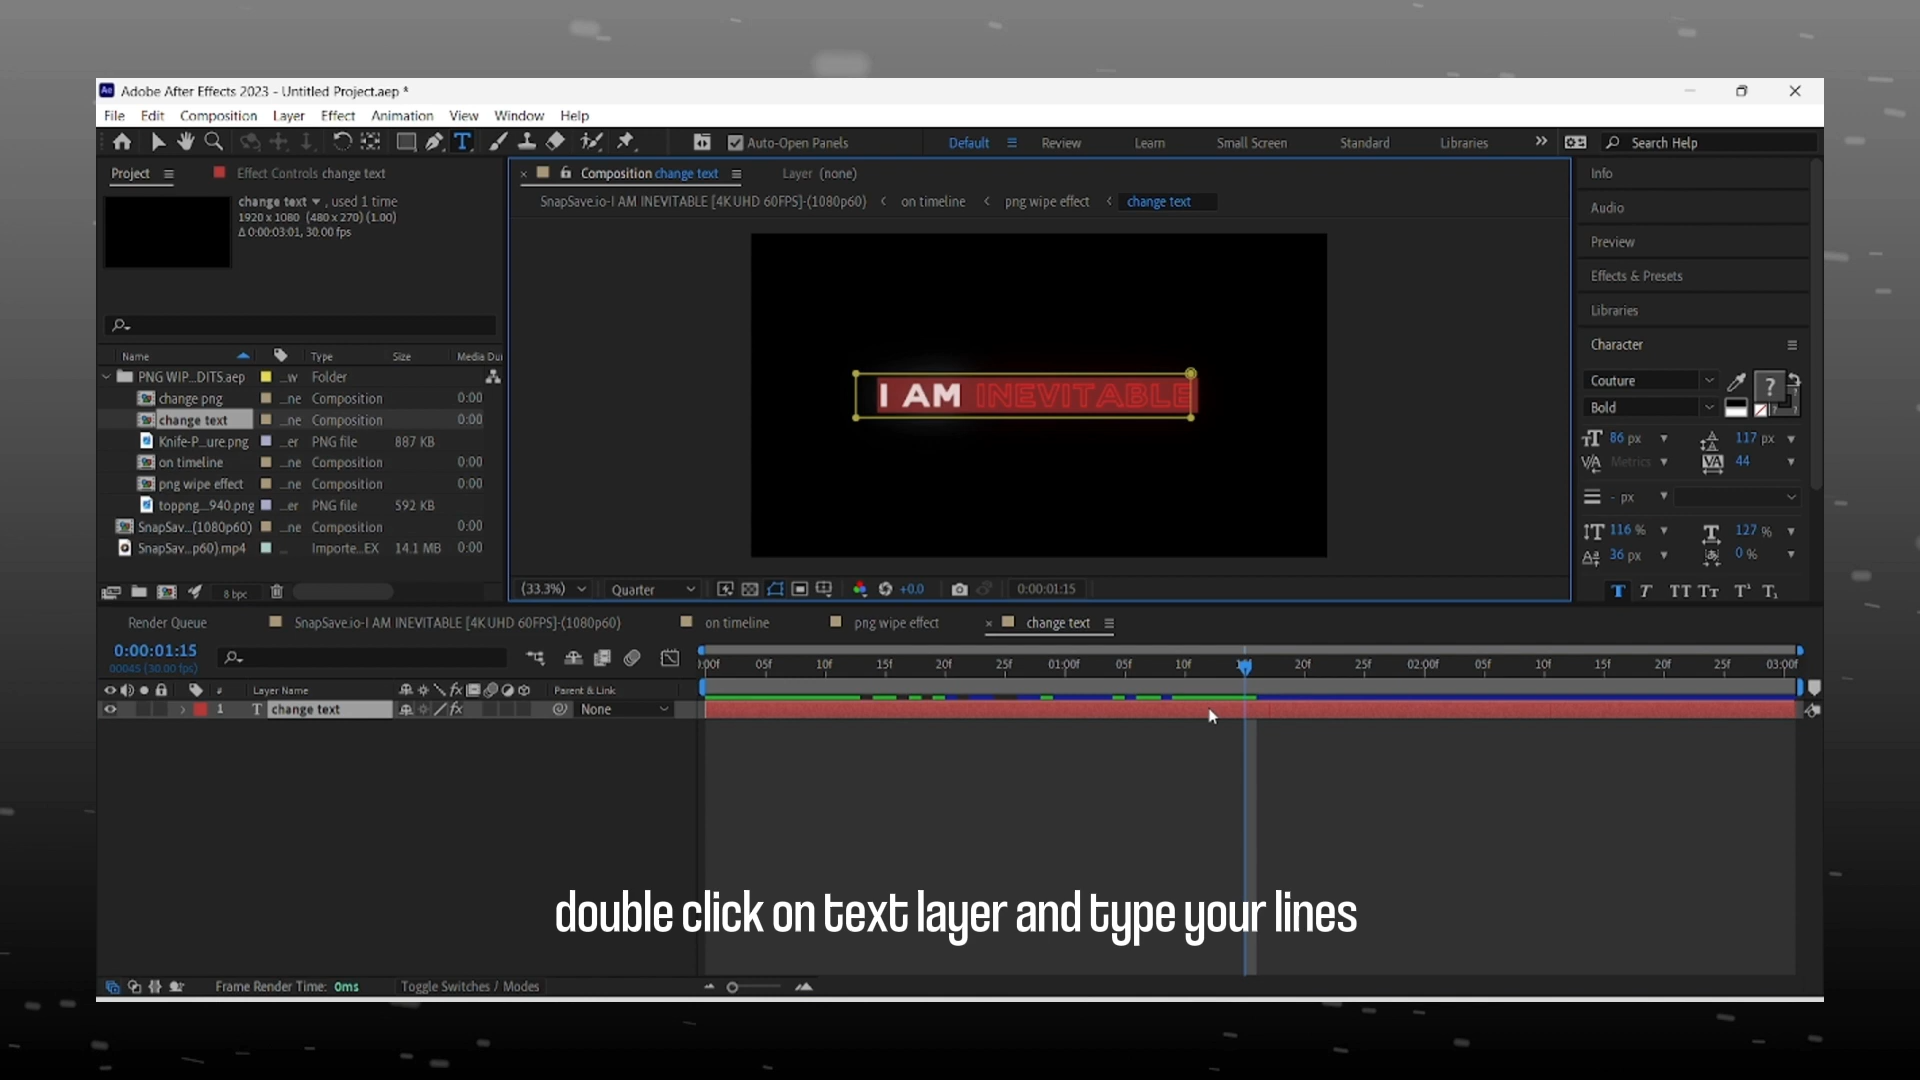 Adobe After Effects 2023 - Untitled Project.aep *
File Edit Composition Layer Effect Animation View Window Help
Auto-Open Panels Default Review Learn Small Screen Standard Libraries Search Help
Project Effect Controls change text
change text , used 1 time
1920 x 1080 (480 x 270) (1.00)
Δ 0:00:03:01, 30.00 fps
Name Type Size Media Du
PNG WIP...DITS.aep ...w Folder
change png ...ne Composition 0:00
change text ...ne Composition 0:00
Knife-P...ure.png ...er PNG file 887 KB
on timeline ...ne Composition 0:00
png wipe effect ...ne Composition 0:00
toppng...940.png ...er PNG file 592 KB
SnapSav...(1080p60) ...ne Composition 0:00
SnapSav...p60).mp4 ... Importe...EX 14.1 MB 0:00
8 bpc
Composition change text Layer (none)
SnapSave.io-I AM INEVITABLE [4K UHD 60FPS]-(1080p60) on timeline png wipe effect change text
I AM INEVITABLE
(33.3%) Quarter +0.0 0:00:01:15
Info
Audio
Preview
Effects & Presets
Libraries
Character
Couture
Bold
86 px 117 px
Metrics 44
- px
116 % 127 %
36 px 0 %
T T TT Tt T¹ T₁
Render Queue SnapSave.io-I AM INEVITABLE [4K UHD 60FPS]-(1080p60) on timeline png wipe effect change text
0:00:01:15
00045 (30.00 fps)
:00f 05f 10f 15f 20f 25f 01:00f 05f 10f 20f 25f 02:00f 05f 10f 15f 20f 25f 03:00f
# Layer Name Parent & Link
1 T change text None
double click on text layer and type your lines
Frame Render Time: 0ms Toggle Switches / Modes